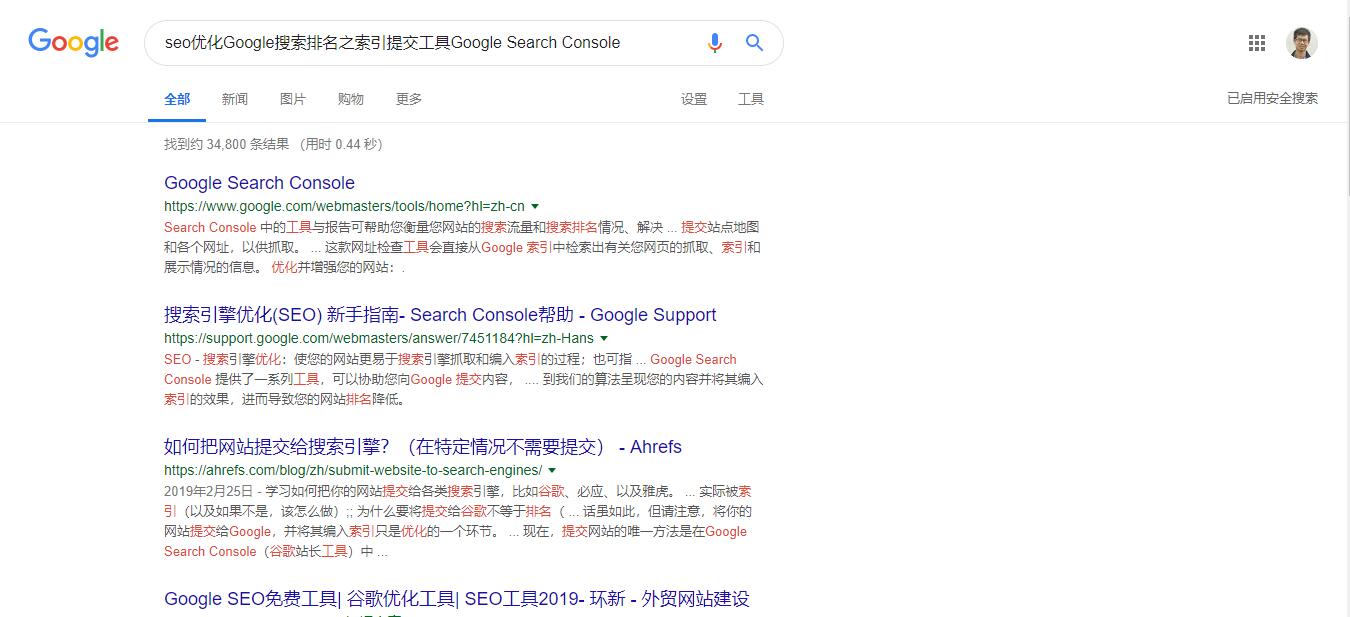 Google
seo优化Google搜索排名之索引提交工具Google Search Console
全部 新闻 图片 购物 更多 设置 工具 已启用安全搜索
找到约 34,800 条结果 （用时 0.44 秒）
Google Search Console
https://www.google.com/webmasters/tools/home?hl=zh-cn
Search Console 中的工具与报告可帮助您衡量您网站的搜索流量和搜索排名情况、解决 ... 提交站点地图
和各个网址，以供抓取。 ... 这款网址检查工具会直接从Google 索引中检索出有关您网页的抓取、索引和
展示情况的信息。 优化并增强您的网站：.
搜索引擎优化(SEO) 新手指南- Search Console帮助 - Google Support
https://support.google.com/webmasters/answer/7451184?hl=zh-Hans
SEO - 搜索引擎优化：使您的网站更易于搜索引擎抓取和编入索引的过程；也可指 ... Google Search
Console 提供了一系列工具，可以协助您向Google 提交内容， .... 到我们的算法呈现您的内容并将其编入
索引的效果，进而导致您的网站排名降低。
如何把网站提交给搜索引擎？（在特定情况不需要提交） - Ahrefs
https://ahrefs.com/blog/zh/submit-website-to-search-engines/
2019年2月25日 - 学习如何把你的网站提交给各类搜索引擎，比如谷歌、必应、以及雅虎。 ... 实际被索
引（以及如果不是，该怎么做）;; 为什么要将提交给谷歌不等于排名（ ... 话虽如此，但请注意，将你的
网站提交给Google，并将其编入索引只是优化的一个环节。 ... 现在，提交网站的唯一方法是在Google
Search Console（谷歌站长工具）中 ...
Google SEO免费工具| 谷歌优化工具| SEO工具2019- 环新 - 外贸网站建设